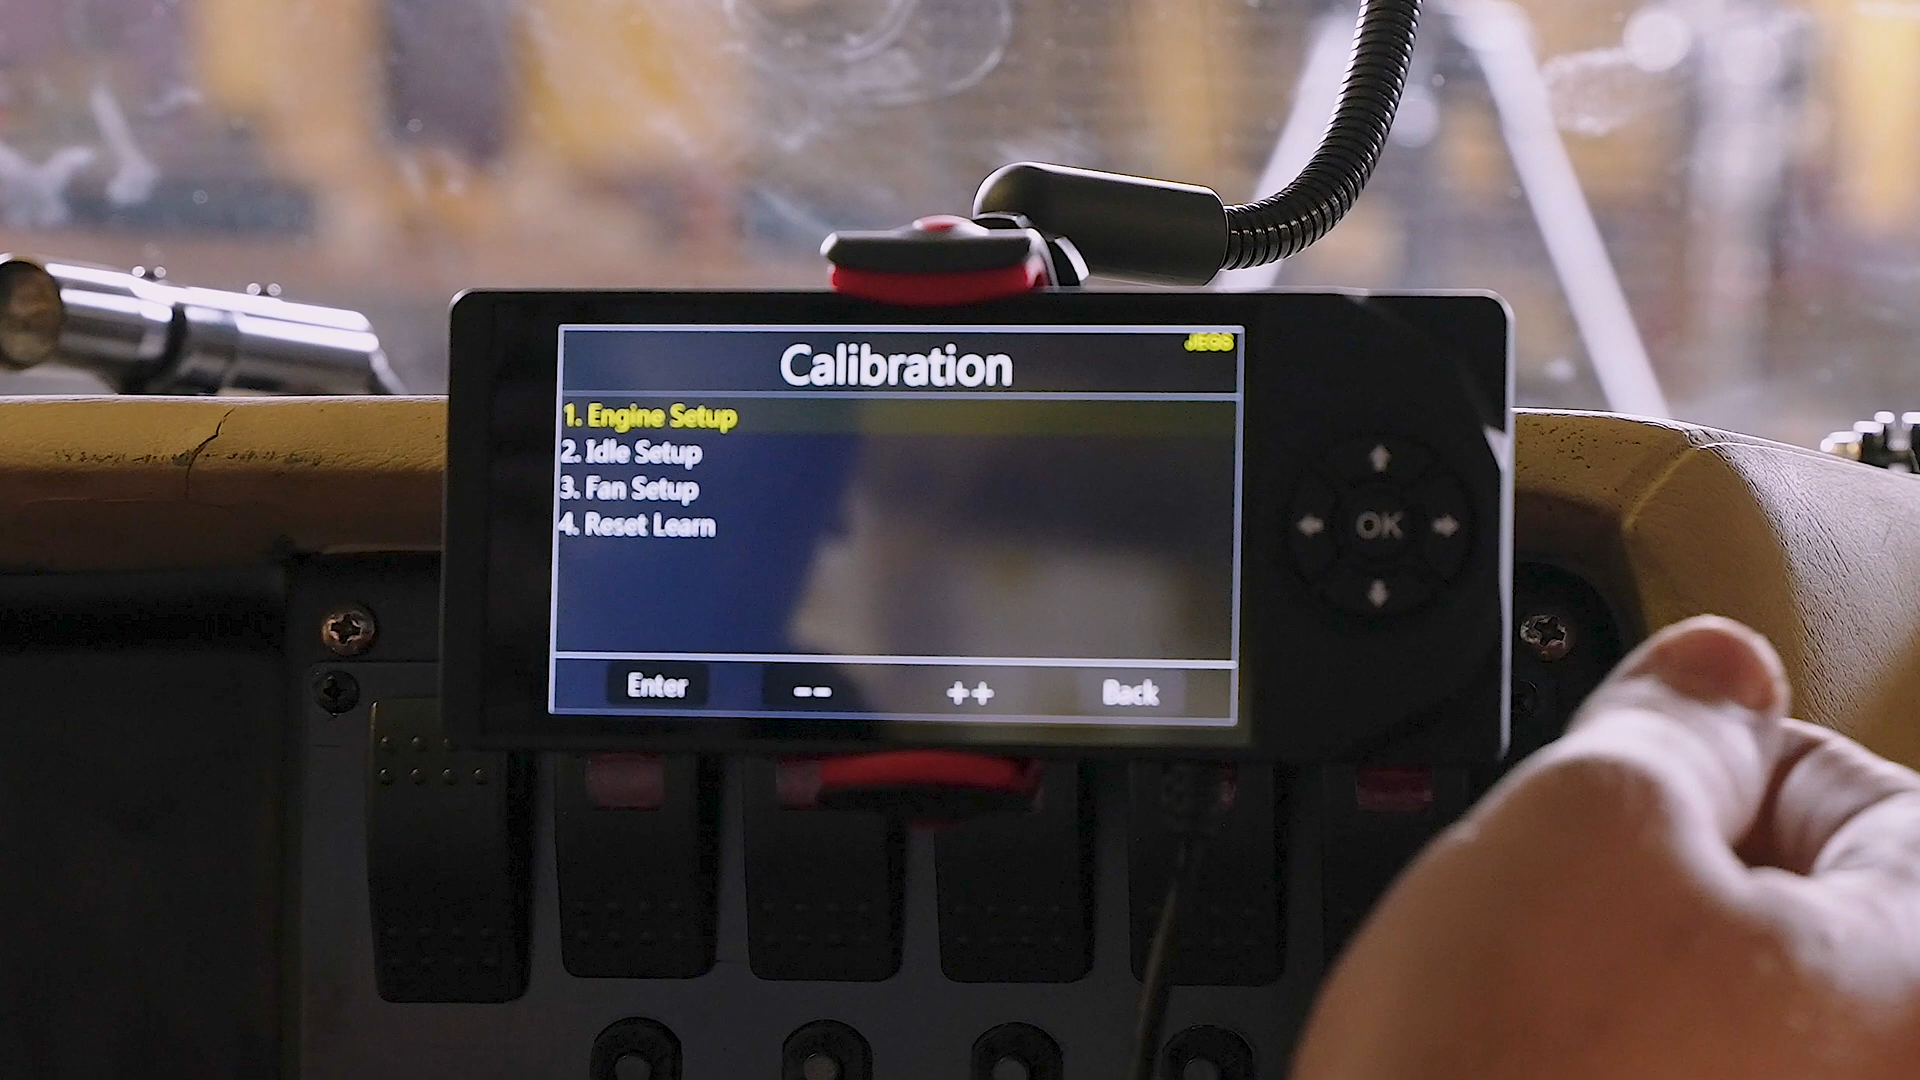 Calibration
JEGS
1. Engine Setup
2. Idle Setup
3. Fan Setup
4. Reset Learn
Enter
--
++
Back
OK